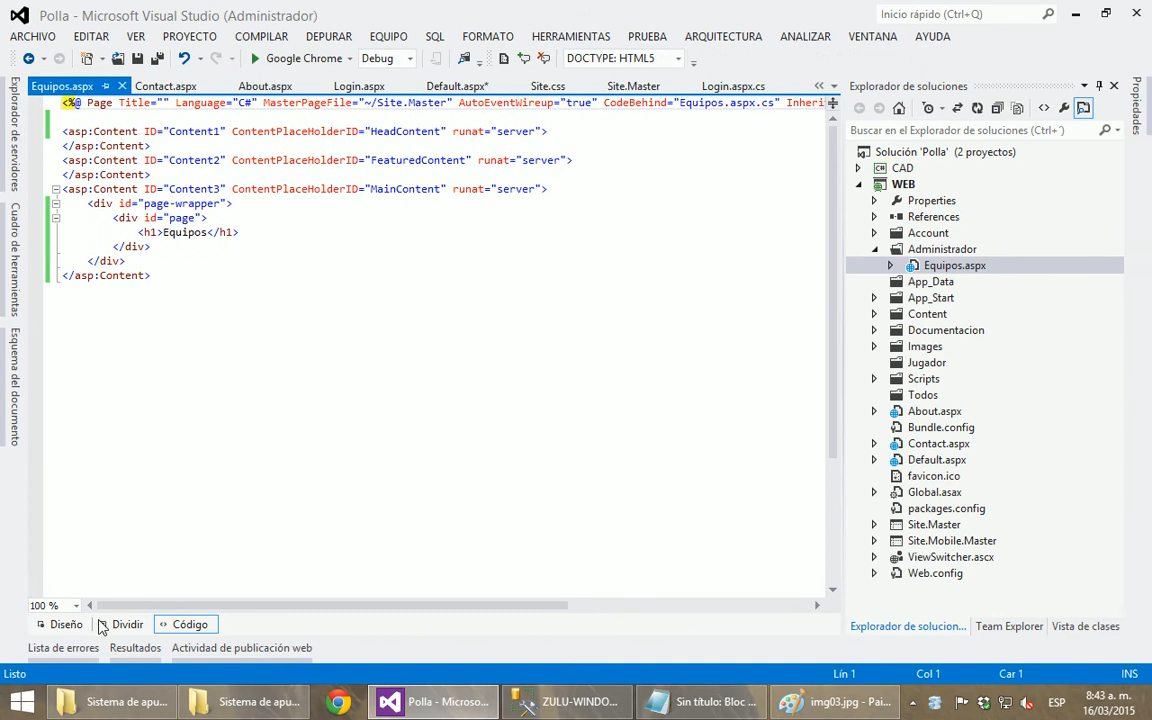 Polla - Microsoft Visual Studio (Administrador)
Inicio rápido (Ctrl+Q)
ARCHIVO EDITAR VER PROYECTO COMPILAR DEPURAR EQUIPO SQL FORMATO HERRAMIENTAS PRUEBA ARQUITECTURA ANALIZAR VENTANA AYUDA
Google Chrome Debug DOCTYPE: HTML5
Equipos.aspx Contact.aspx About.aspx Login.aspx Default.aspx* Site.css Site.Master Login.aspx.cs
<%@ Page Title="" Language="C#" MasterPageFile="~/Site.Master" AutoEventWireup="true" CodeBehind="Equipos.aspx.cs" Inheri
<asp:Content ID="Content1" ContentPlaceHolderID="HeadContent" runat="server">
</asp:Content>
<asp:Content ID="Content2" ContentPlaceHolderID="FeaturedContent" runat="server">
</asp:Content>
<asp:Content ID="Content3" ContentPlaceHolderID="MainContent" runat="server">
<div id="page-wrapper">
<div id="page">
<h1>Equipos</h1>
</div>
</div>
</asp:Content>
100 %
Diseño Dividir Código
Lista de errores Resultados Actividad de publicación web
Explorador de servidores
Cuadro de herramientas
Esquema del documento
Explorador de soluciones
Buscar en el Explorador de soluciones (Ctrl+´)
Solución 'Polla' (2 proyectos)
CAD
WEB
Properties
References
Account
Administrador
Equipos.aspx
App_Data
App_Start
Content
Documentacion
Images
Jugador
Scripts
Todos
About.aspx
Bundle.config
Contact.aspx
Default.aspx
favicon.ico
Global.asax
packages.config
Site.Master
Site.Mobile.Master
ViewSwitcher.ascx
Web.config
Explorador de solucion... Team Explorer Vista de clases
Propiedades
Listo Lín 1 Col 1 Car 1 INS
Sistema de apu... Sistema de apu... Polla - Microso... ZULU-WINDO... Sin título: Bloc ... img03.jpg - Pai... ESP
8:43 a. m.
16/03/2015